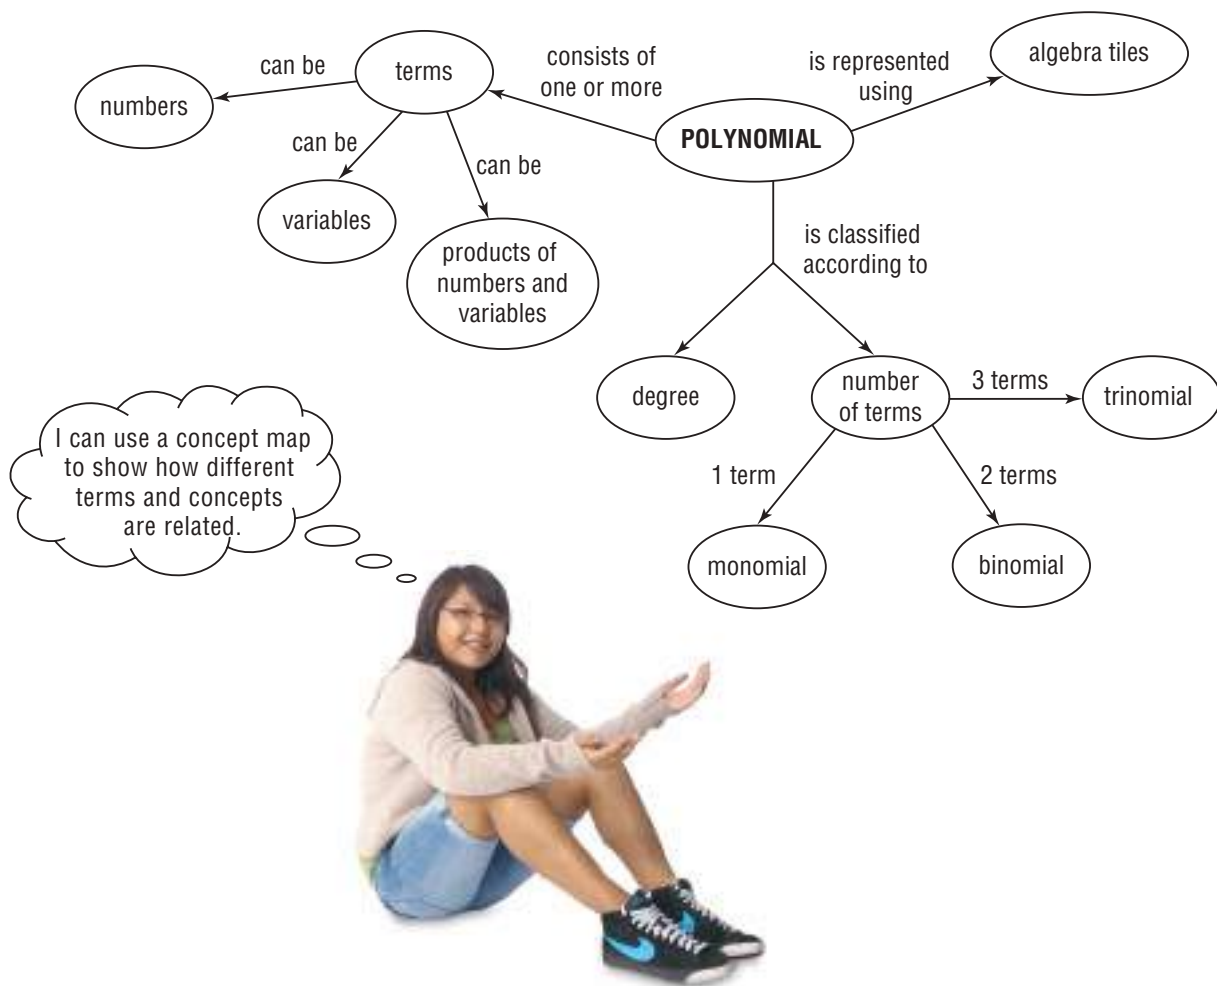 consists of
one or more
is represented
using
algebra tiles
can be
terms
numbers
POLYNOMIAL
can be
can be
variables
products of
numbers and
variables
is classified
according to
degree
number
of terms
3 terms
trinomial
1 term
2 terms
monomial
binomial
I can use a concept map
to show how different
terms and concepts
are related.